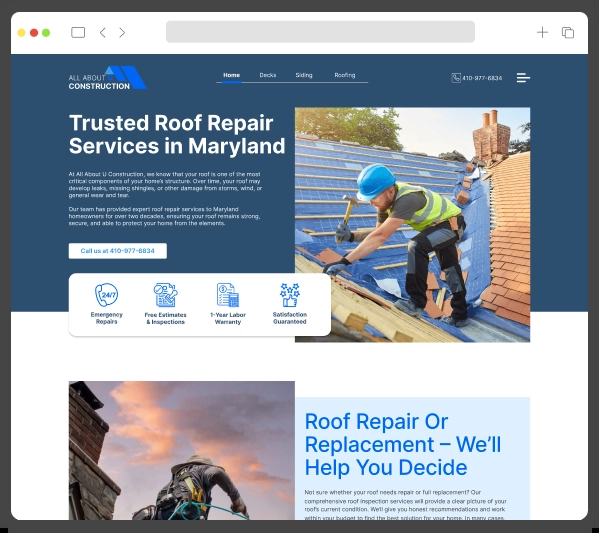 ALL ABOUT
CONSTRUCTION
Home Decks Siding Roofing
410-977-6834
Trusted Roof Repair
Services in Maryland
At All About U Construction, we know that your roof is one of the most
critical components of your home's structure. Over time, your roof may
develop leaks, missing shingles, or other damage from storms, wind, or
general wear and tear.
Our team has provided expert roof repair services to Maryland
homeowners for over two decades, ensuring your roof remains strong,
secure, and able to protect your home from the elements.
Call us at 410-977-6834
24/7
Emergency
Repairs
Free Estimates
& Inspections
1-Year Labor
Warranty
Satisfaction
Guaranteed
Roof Repair Or
Replacement – We'll
Help You Decide
Not sure whether your roof needs repair or full replacement? Our
comprehensive roof inspection services will provide a clear picture of your
roof's current condition. We'll give you honest recommendations and work
within your budget to find the best solution for your home. In many cases,